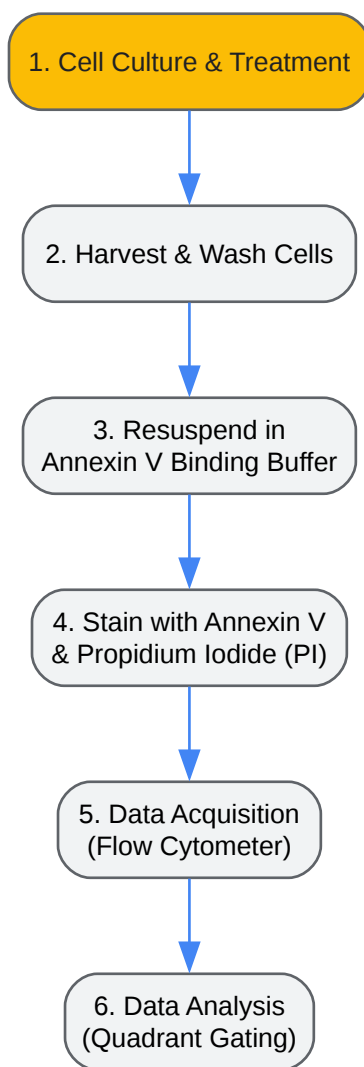 1. Cell Culture & Treatment
2. Harvest & Wash Cells
3. Resuspend in
Annexin V Binding Buffer
4. Stain with Annexin V
& Propidium Iodide (PI)
5. Data Acquisition
(Flow Cytometer)
6. Data Analysis
(Quadrant Gating)